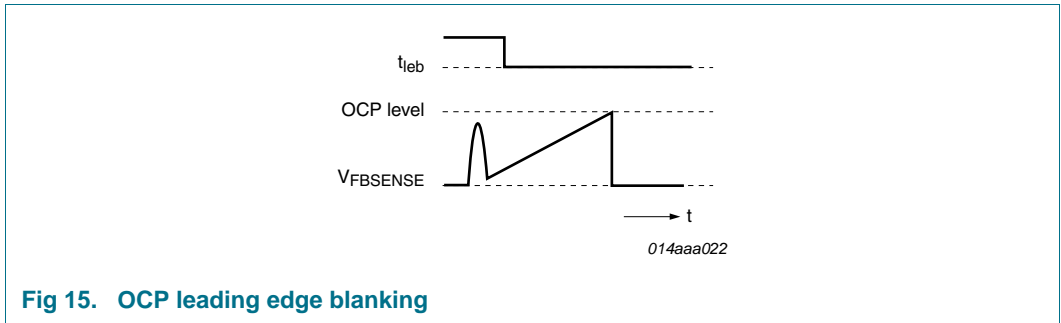 tleb
OCP level
VFBSENSE
t
014aaa022
Fig 15. OCP leading edge blanking